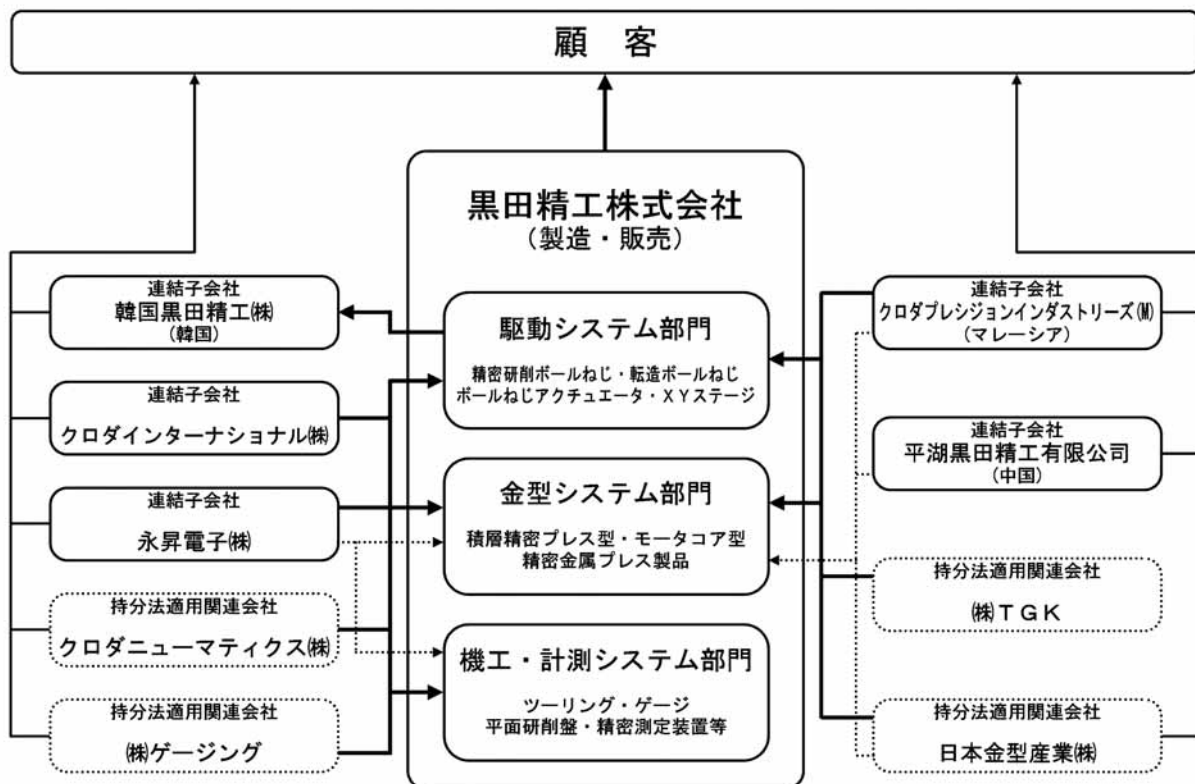 顧　客
黒田精工株式会社
（製造・販売）
連結子会社
韓国黒田精工㈱
（韓国）
連結子会社
クロダインターナショナル㈱
連結子会社
永昇電子㈱
持分法適用関連会社
クロダニューマティクス㈱
持分法適用関連会社
㈱ゲージング
駆動システム部門
精密研削ボールねじ・転造ボールねじ
ボールねじアクチュエータ・ＸＹステージ
金型システム部門
積層精密プレス型・モータコア型
精密金属プレス製品
機工・計測システム部門
ツーリング・ゲージ
平面研削盤・精密測定装置等
連結子会社
クロダプレシジョンインダストリーズ(M)
（マレーシア）
連結子会社
平湖黒田精工有限公司
（中国）
持分法適用関連会社
㈱ＴＧＫ
持分法適用関連会社
日本金型産業㈱